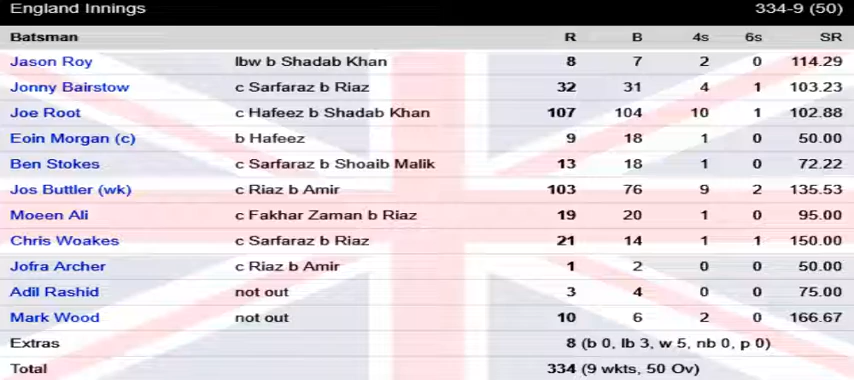 England Innings 334-9 (50)
Batsman R B 4s 6s SR
Jason Roy lbw b Shadab Khan 8 7 2 0 114.29
Jonny Bairstow c Sarfaraz b Riaz 32 31 4 1 103.23
Joe Root c Hafeez b Shadab Khan 107 104 10 1 102.88
Eoin Morgan (c) b Hafeez 9 18 1 0 50.00
Ben Stokes c Sarfaraz b Shoaib Malik 13 18 1 0 72.22
Jos Buttler (wk) c Riaz b Amir 103 76 9 2 135.53
Moeen Ali c Fakhar Zaman b Riaz 19 20 1 0 95.00
Chris Woakes c Sarfaraz b Riaz 21 14 1 1 150.00
Jofra Archer c Riaz b Amir 1 2 0 0 50.00
Adil Rashid not out 3 4 0 0 75.00
Mark Wood not out 10 6 2 0 166.67
Extras 8 (b 0, lb 3, w 5, nb 0, p 0)
Total 334 (9 wkts, 50 Ov)